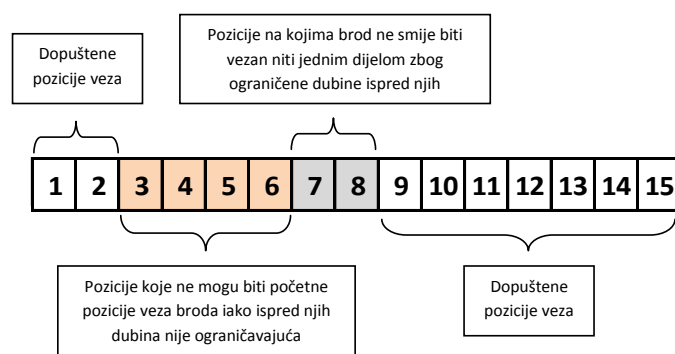 Dopuštene
pozicije veza
Pozicije na kojima brod ne smije biti
vezan niti jednim dijelom zbog
ograničene dubine ispred njih
1 2 3 4 5 6 7 8 9 10 11 12 13 14 15
Pozicije koje ne mogu biti početne
pozicije veza broda iako ispred njih
dubina nije ograničavajuća
Dopuštene
pozicije veza